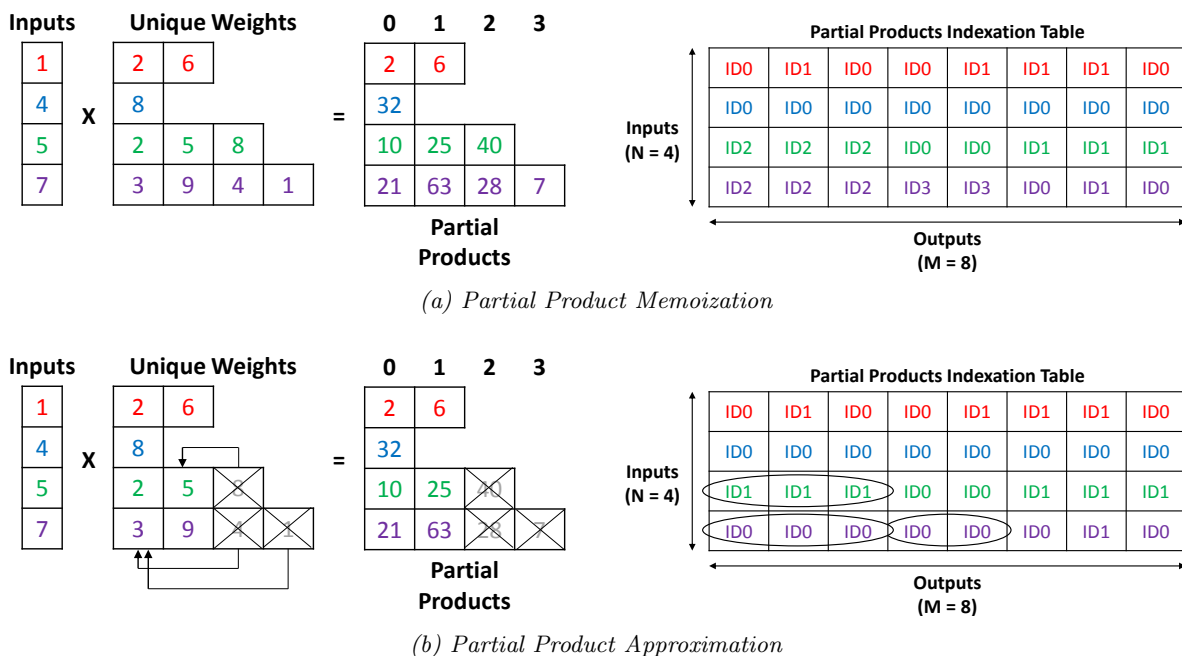 Inputs Unique Weights 0 1 2 3
Partial Products Indexation Table
1 2 6 2 6 ID0 ID1 ID0 ID0 ID1 ID1 ID1 ID0
4 X 8 = 32 ID0 ID0 ID0 ID0 ID0 ID0 ID0 ID0
Inputs
(N = 4)
5 2 5 8 10 25 40 ID2 ID2 ID2 ID0 ID0 ID1 ID1 ID1
7 3 9 4 1 21 63 28 7 ID2 ID2 ID2 ID3 ID3 ID0 ID1 ID0
Partial
Products
Outputs
(M = 8)
(a) Partial Product Memoization
Inputs Unique Weights 0 1 2 3
Partial Products Indexation Table
1 2 6 2 6 ID0 ID1 ID0 ID0 ID1 ID1 ID1 ID0
4 X 8 = 32 ID0 ID0 ID0 ID0 ID0 ID0 ID0 ID0
Inputs
(N = 4)
5 2 5 8 10 25 40 ID1 ID1 ID1 ID0 ID0 ID1 ID1 ID1
7 3 9 4 1 21 63 28 7 ID0 ID0 ID0 ID0 ID0 ID0 ID1 ID0
Partial
Products
Outputs
(M = 8)
(b) Partial Product Approximation